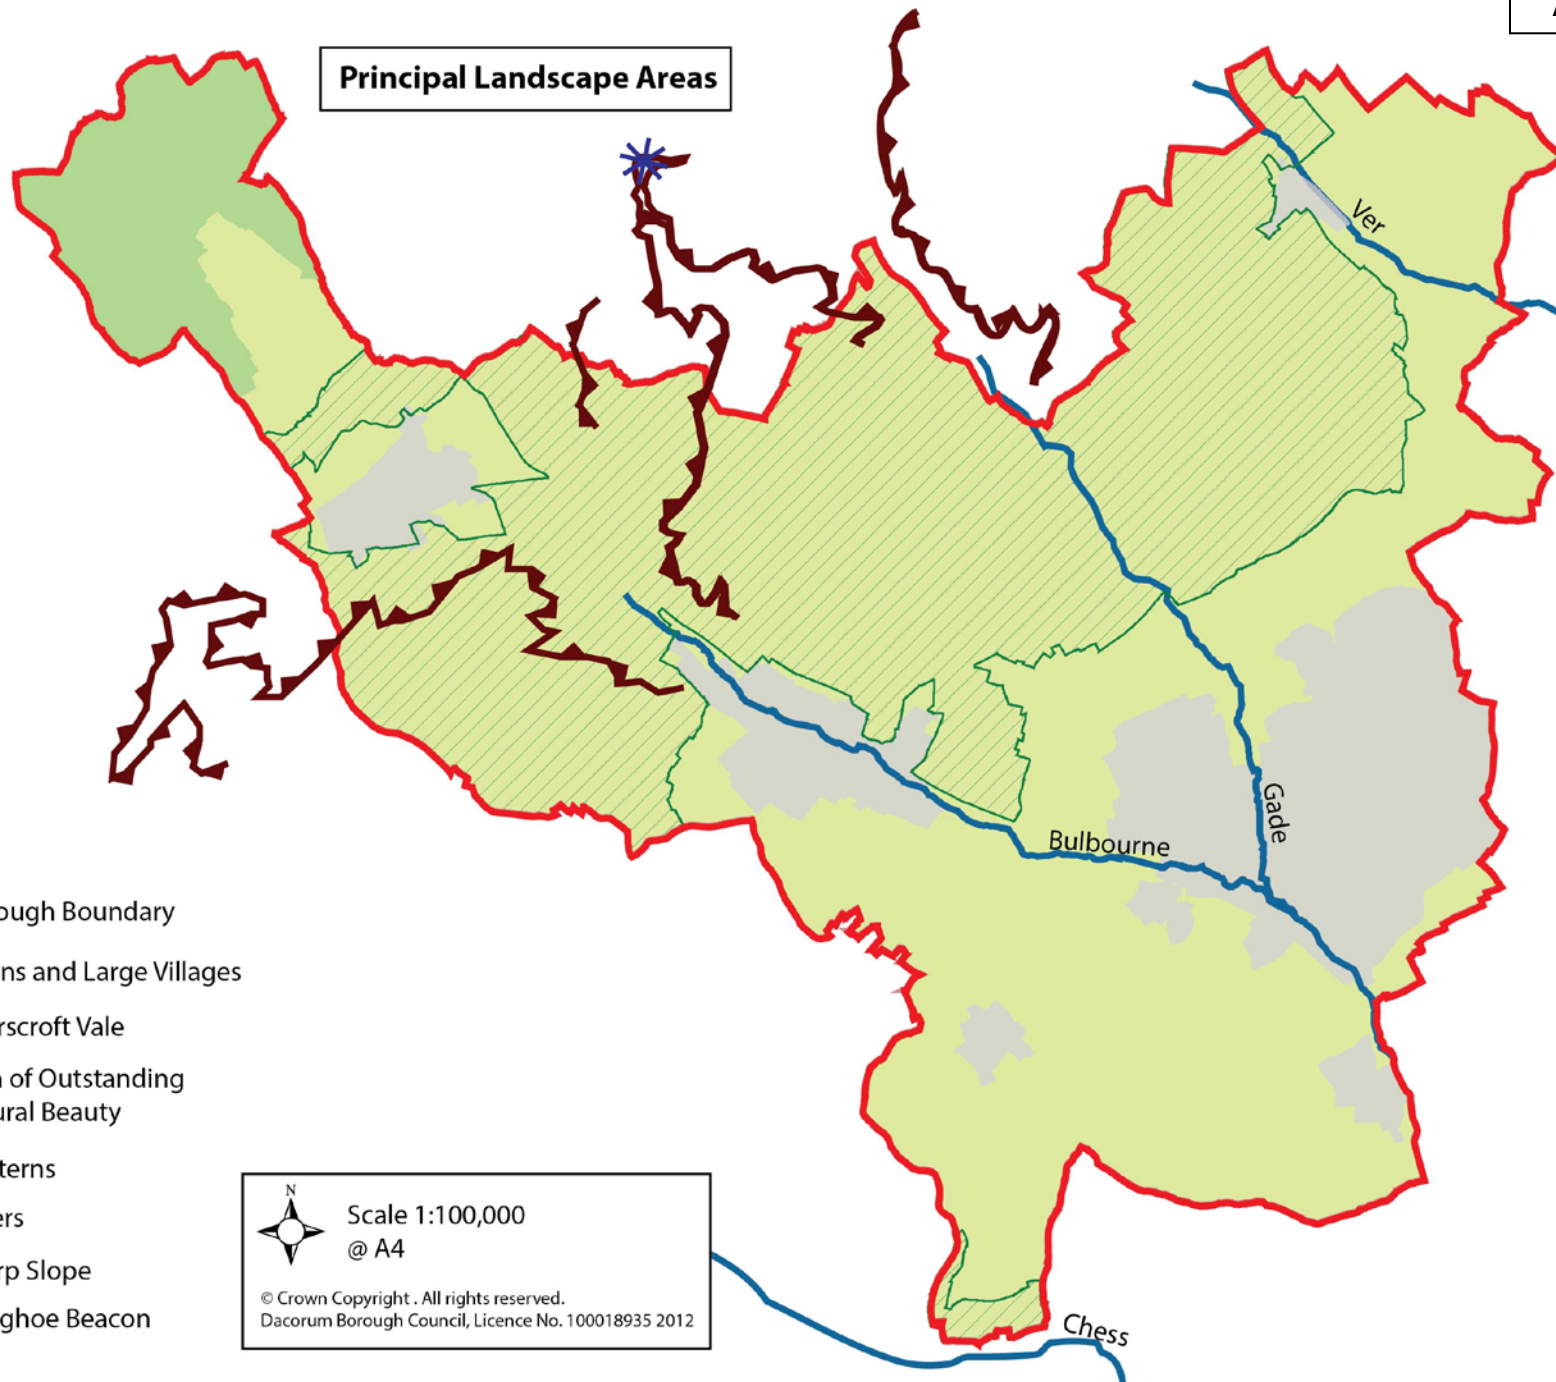 Principal Landscape Areas
Ver
Gade
Bulbourne
ough Boundary
ns and Large Villages
rscroft Vale
of Outstanding
ural Beauty
terns
ers
rp Slope
ghoe Beacon
N
Scale 1:100,000
@ A4
© Crown Copyright . All rights reserved.
Dacorum Borough Council, Licence No. 100018935 2012
Chess